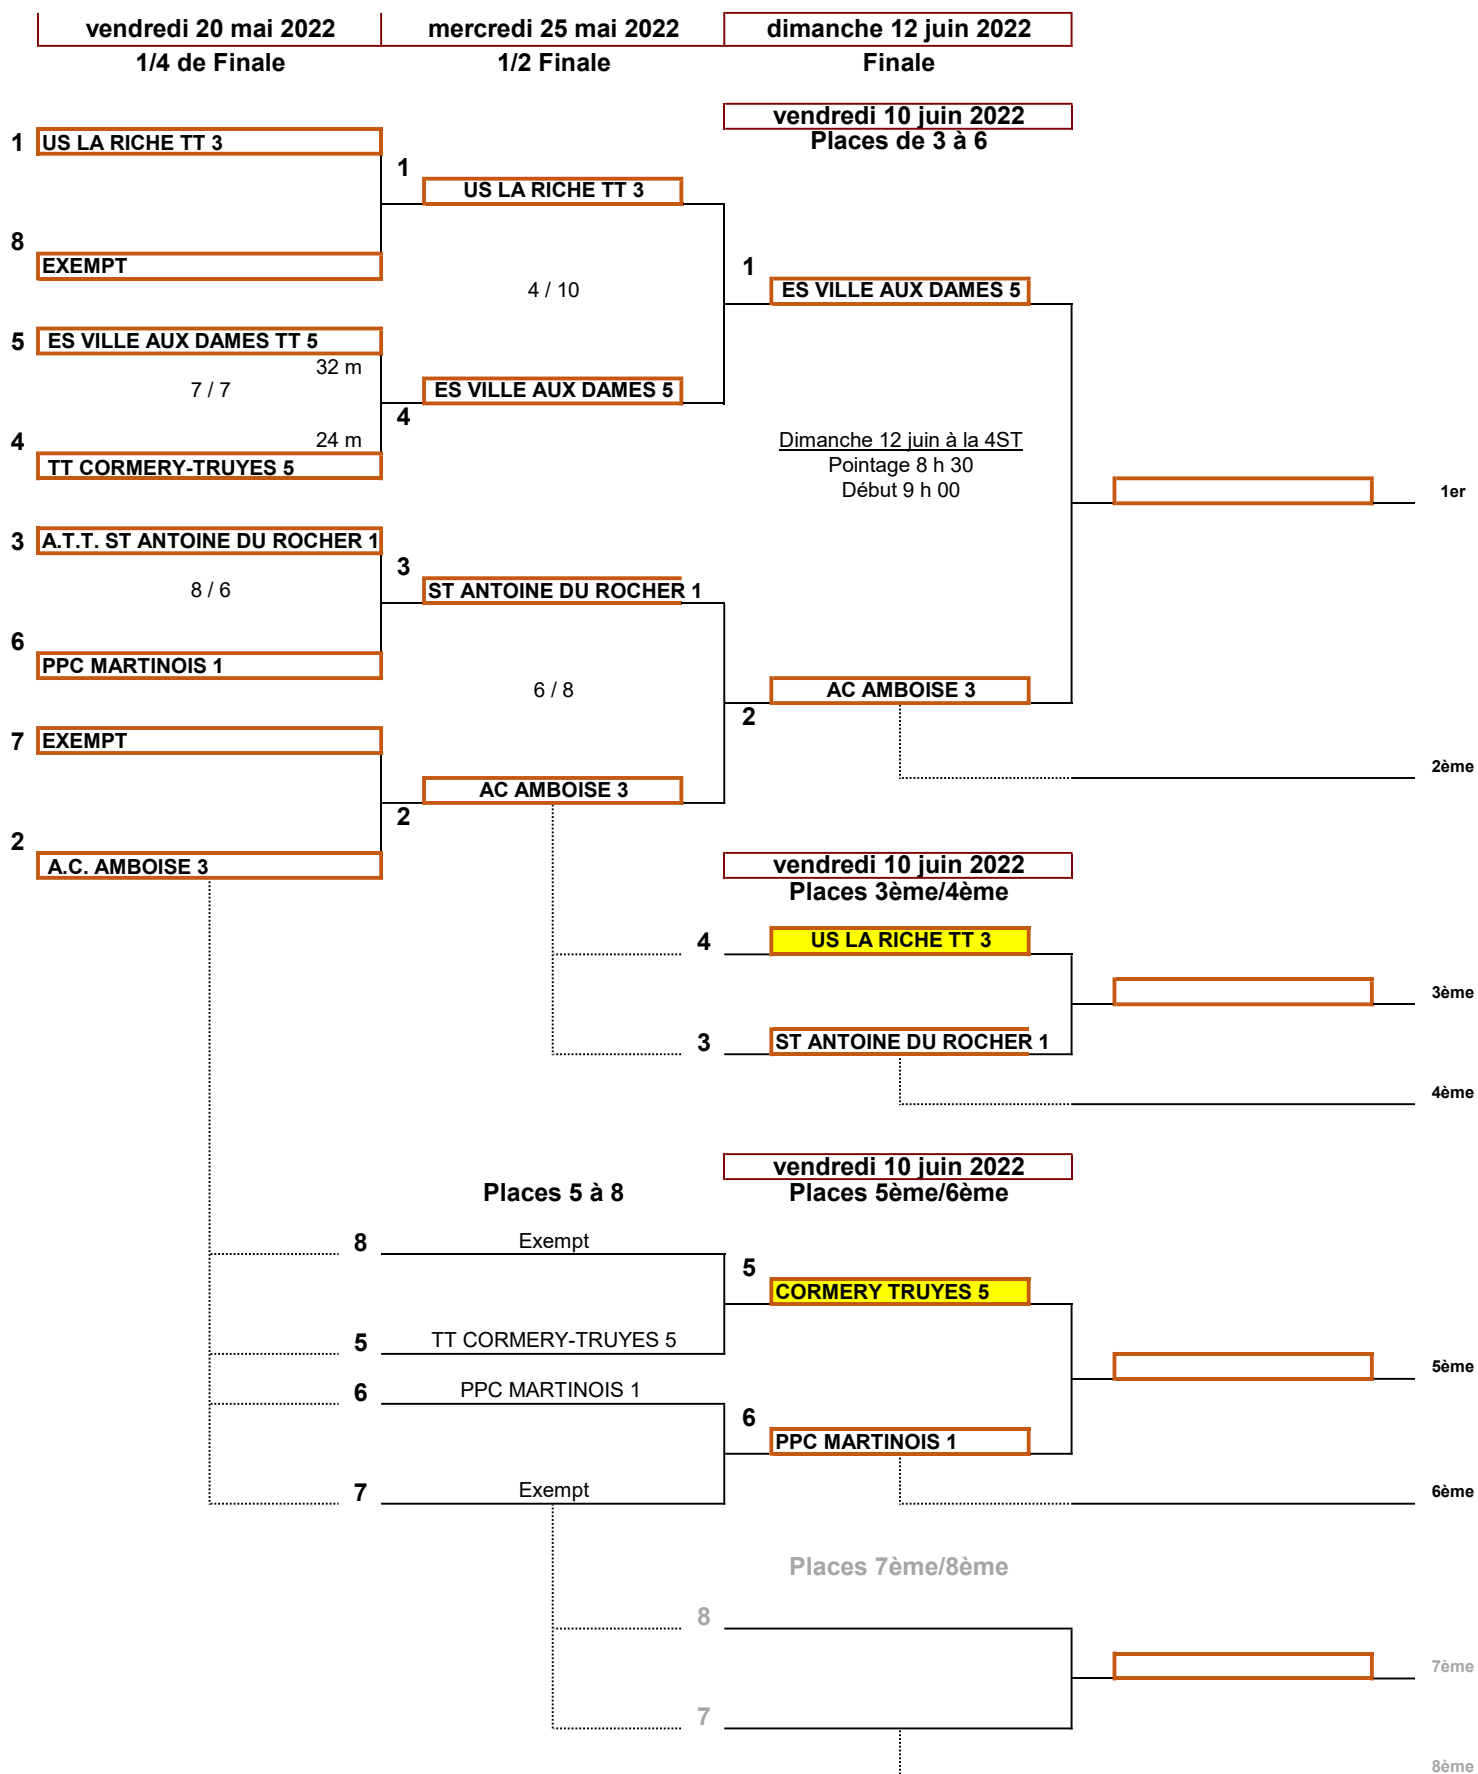 vendredi 20 mai 2022 mercredi 25 mai 2022 dimanche 12 juin 2022
1/4 de Finale 1/2 Finale Finale
vendredi 10 juin 2022
Places de 3 à 6
1 US LA RICHE TT 3
1
US LA RICHE TT 3
8
EXEMPT
1
4 / 10
ES VILLE AUX DAMES 5
5 ES VILLE AUX DAMES TT 5
32 m
7 / 7
ES VILLE AUX DAMES 5
4
4 24 m
TT CORMERY-TRUYES 5
Dimanche 12 juin à la 4ST
Pointage 8 h 30
Début 9 h 00
1er
3 A.T.T. ST ANTOINE DU ROCHER 1
3
8 / 6
ST ANTOINE DU ROCHER 1
6
PPC MARTINOIS 1
6 / 8
AC AMBOISE 3
2
7 EXEMPT
2ème
AC AMBOISE 3
2
2
A.C. AMBOISE 3
vendredi 10 juin 2022
Places 3ème/4ème
4 US LA RICHE TT 3
3ème
3 ST ANTOINE DU ROCHER 1
4ème
vendredi 10 juin 2022
Places 5 à 8 Places 5ème/6ème
8 Exempt
5
CORMERY TRUYES 5
5 TT CORMERY-TRUYES 5
5ème
6 PPC MARTINOIS 1
6
PPC MARTINOIS 1
7 Exempt
6ème
Places 7ème/8ème
8
7ème
7
8ème